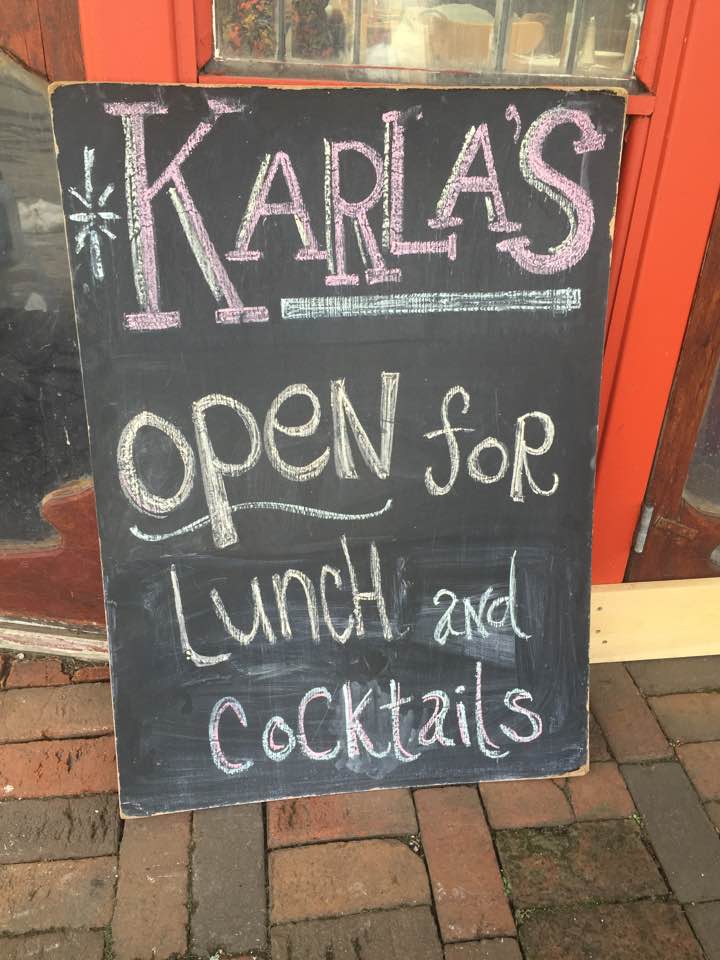 KARLA'S
OPEN FOR
LUNCH AND
COCKTAILS